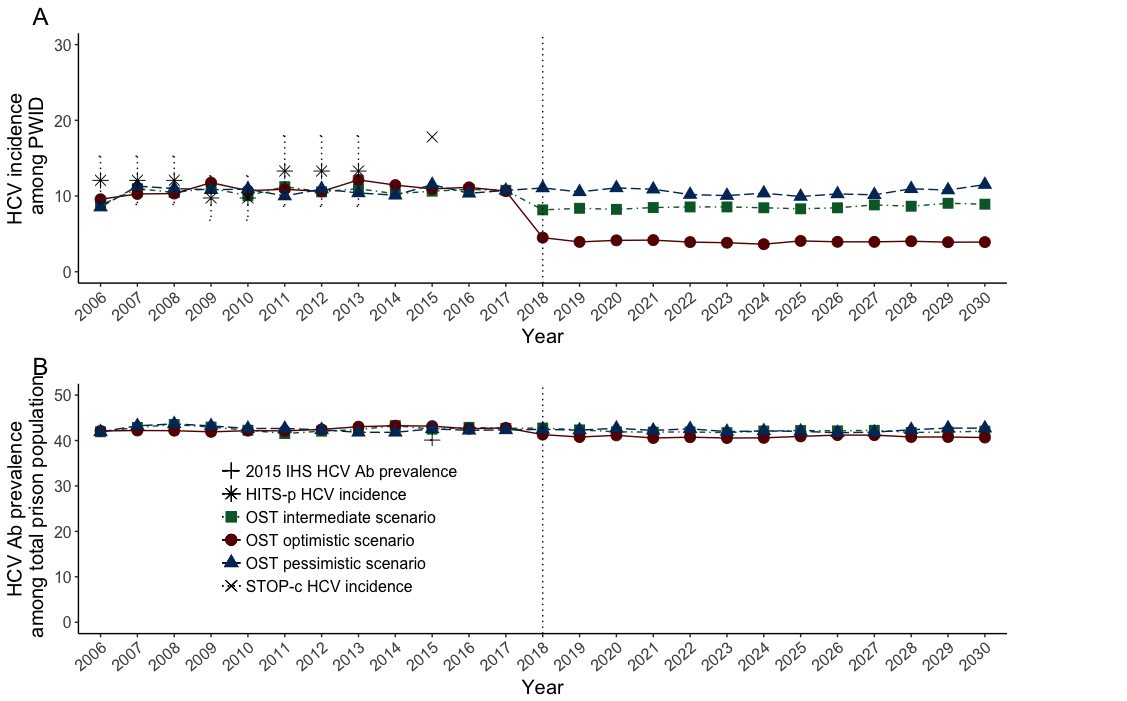 A
HCV incidence
among PWID
30
20
10
0
2006 2007 2008 2009 2010 2011 2012 2013 2014 2015 2016 2017 2018 2019 2020 2021 2022 2023 2024 2025 2026 2027 2028 2029 2030
Year
B
HCV Ab prevalence
among total prison populations
50
40
30
20
10
0
2015 IHS HCV Ab prevalence
HITS-p HCV incidence
OST intermediate scenario
OST optimistic scenario
OST pessimistic scenario
STOP-c HCV incidence
2006 2007 2008 2009 2010 2011 2012 2013 2014 2015 2016 2017 2018 2019 2020 2021 2022 2023 2024 2025 2026 2027 2028 2029 2030
Year